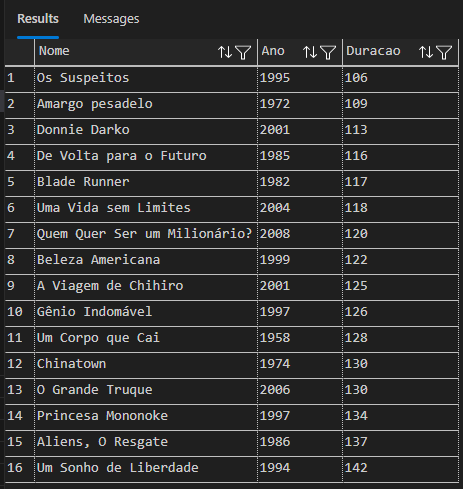 Results Messages
Nome Ano Duracao
1 Os Suspeitos 1995 106
2 Amargo pesadelo 1972 109
3 Donnie Darko 2001 113
4 De Volta para o Futuro 1985 116
5 Blade Runner 1982 117
6 Uma Vida sem Limites 2004 118
7 Quem Quer Ser um Milionário? 2008 120
8 Beleza Americana 1999 122
9 A Viagem de Chihiro 2001 125
10 Gênio Indomável 1997 126
11 Um Corpo que Cai 1958 128
12 Chinatown 1974 130
13 O Grande Truque 2006 130
14 Princesa Mononoke 1997 134
15 Aliens, O Resgate 1986 137
16 Um Sonho de Liberdade 1994 142